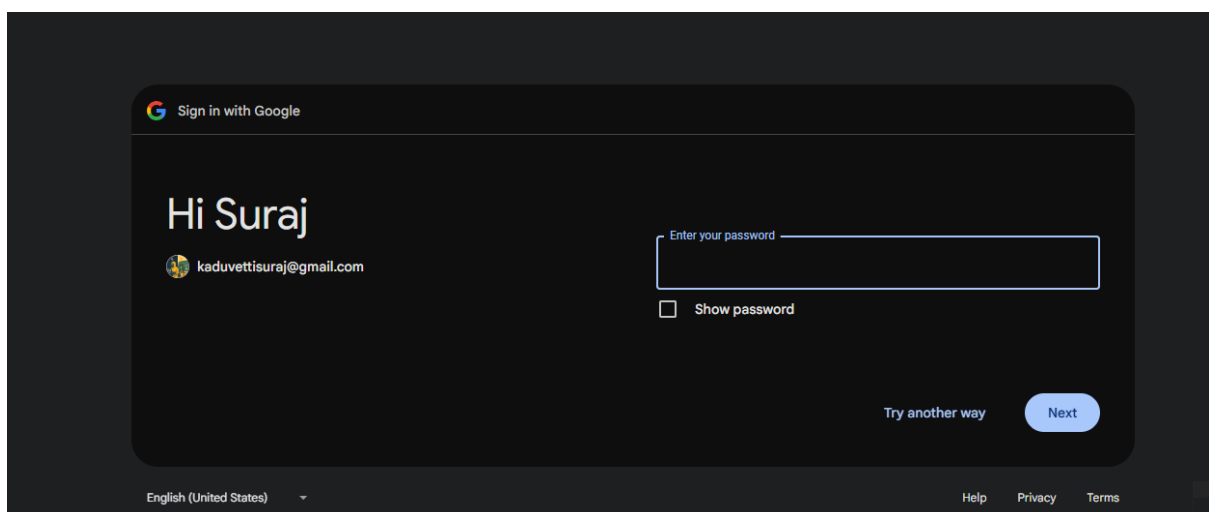 Sign in with Google
Hi Suraj
kaduvettisuraj@gmail.com
Enter your password
Show password
Try another way
Next
English (United States)
Help Privacy Terms